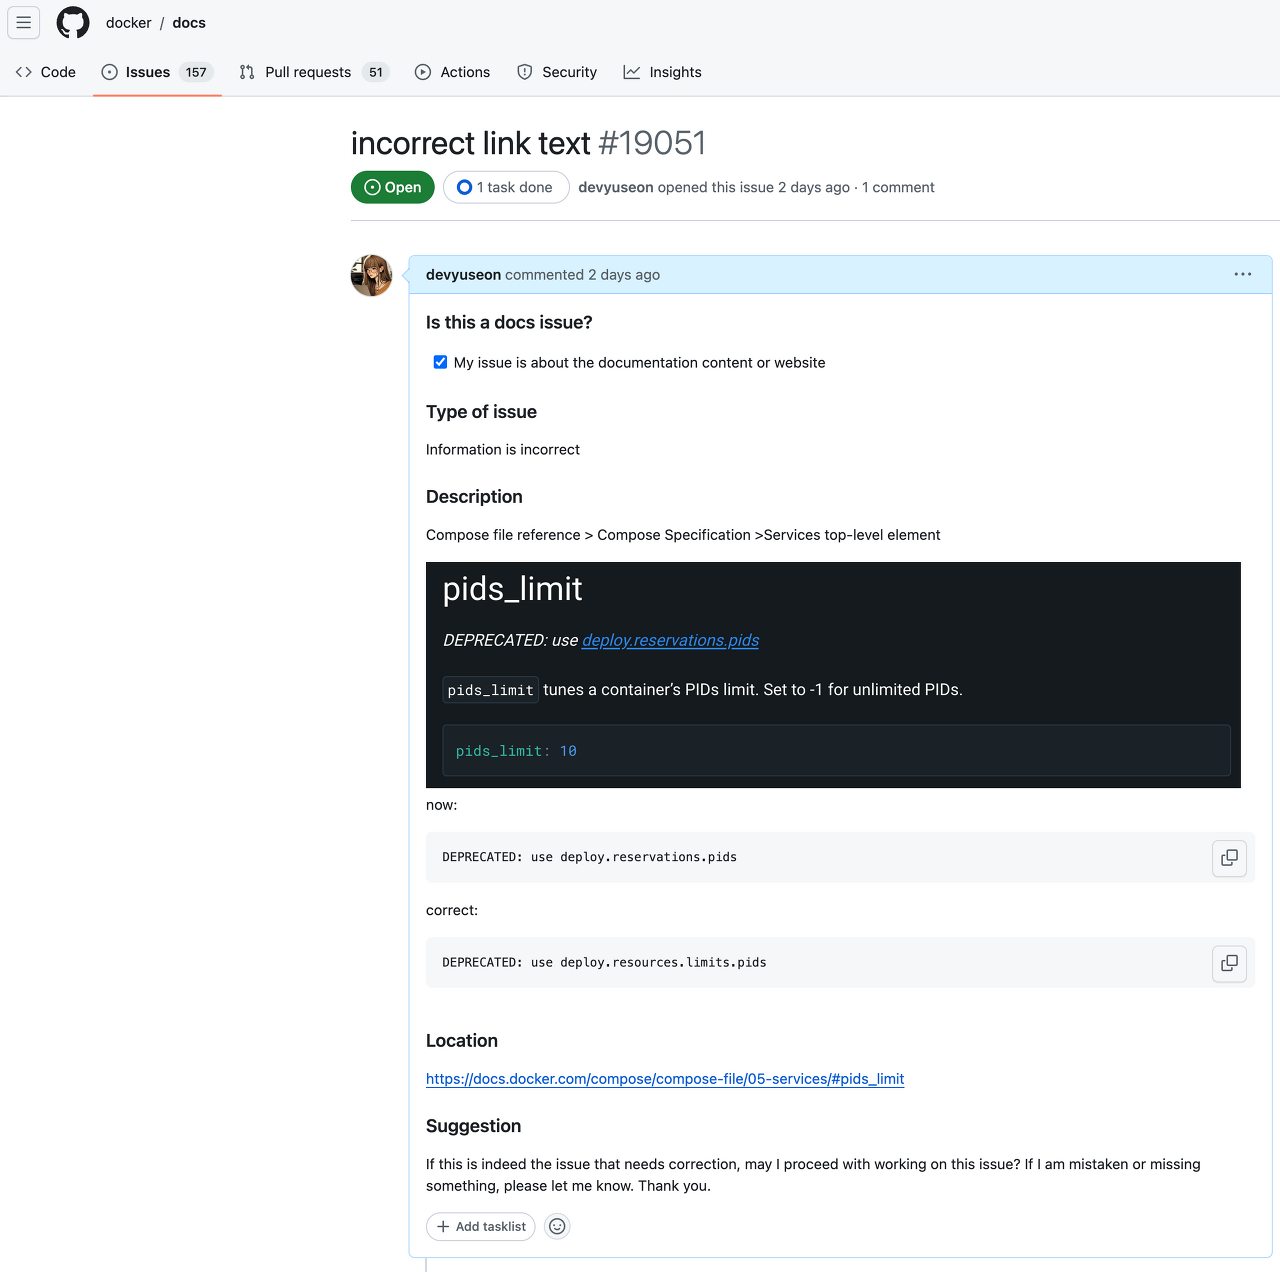 docker / docs
Code
Issues 157
Pull requests 51
Actions
Security
Insights
incorrect link text #19051
Open
1 task done
devyuseon opened this issue 2 days ago · 1 comment
devyuseon commented 2 days ago
Is this a docs issue?
My issue is about the documentation content or website
Type of issue
Information is incorrect
Description
Compose file reference > Compose Specification >Services top-level element
pids_limit
DEPRECATED: use deploy.reservations.pids
pids_limit tunes a container’s PIDs limit. Set to -1 for unlimited PIDs.
pids_limit: 10
now:
DEPRECATED: use deploy.reservations.pids
correct:
DEPRECATED: use deploy.resources.limits.pids
Location
https://docs.docker.com/compose/compose-file/05-services/#pids_limit
Suggestion
If this is indeed the issue that needs correction, may I proceed with working on this issue? If I am mistaken or missing
something, please let me know. Thank you.
Add tasklist